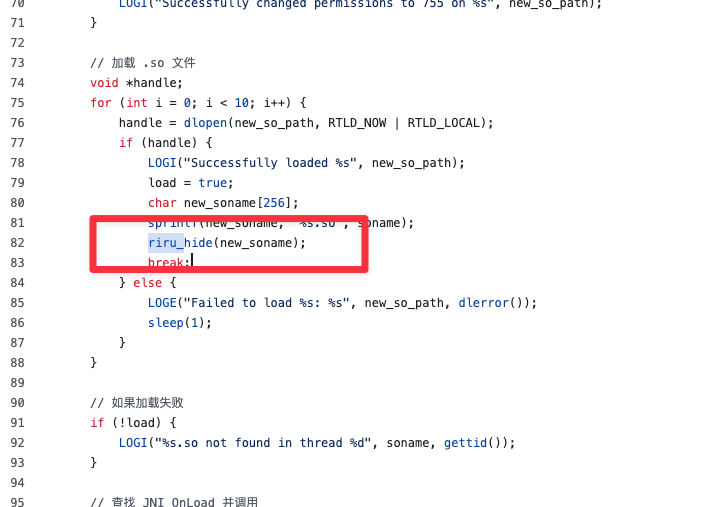 70 LOGI("Successfully changed permissions to 755 on %s", new_so_path);
71 }
72
73 // 加载 .so 文件
74 void *handle;
75 for (int i = 0; i < 10; i++) {
76 handle = dlopen(new_so_path, RTLD_NOW | RTLD_LOCAL);
77 if (handle) {
78 LOGI("Successfully loaded %s", new_so_path);
79 load = true;
80 char new_soname[256];
81 sprintf(new_soname, "%s.so", soname);
82 riru_hide(new_soname);
83 break;
84 } else {
85 LOGE("Failed to load %s: %s", new_so_path, dlerror());
86 sleep(1);
87 }
88 }
89
90 // 如果加载失败
91 if (!load) {
92 LOGI("%s.so not found in thread %d", soname, gettid());
93 }
94
95 // 查找 JNI_OnLoad 并调用